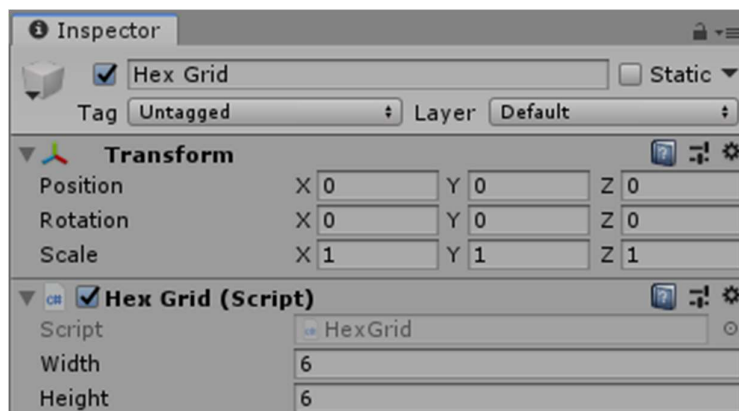 Inspector
Hex Grid Static
Tag Untagged Layer Default
Transform
Position X 0 Y 0 Z 0
Rotation X 0 Y 0 Z 0
Scale X 1 Y 1 Z 1
c# Hex Grid (Script)
Script HexGrid
Width 6
Height 6